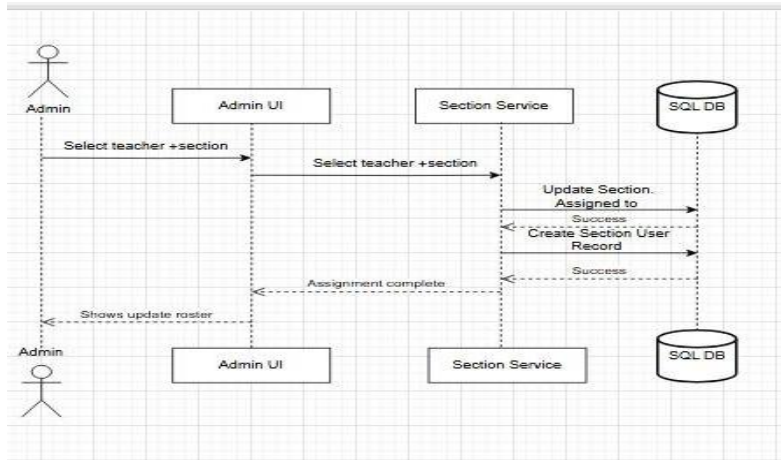 Admin
Admin UI
Section Service
SQL DB
Select teacher +section
Select teacher +section
Update Section.
Assigned to
Success
Create Section User
Record
Success
Assignment complete
Shows update roster
Admin
Admin UI
Section Service
SQL DB